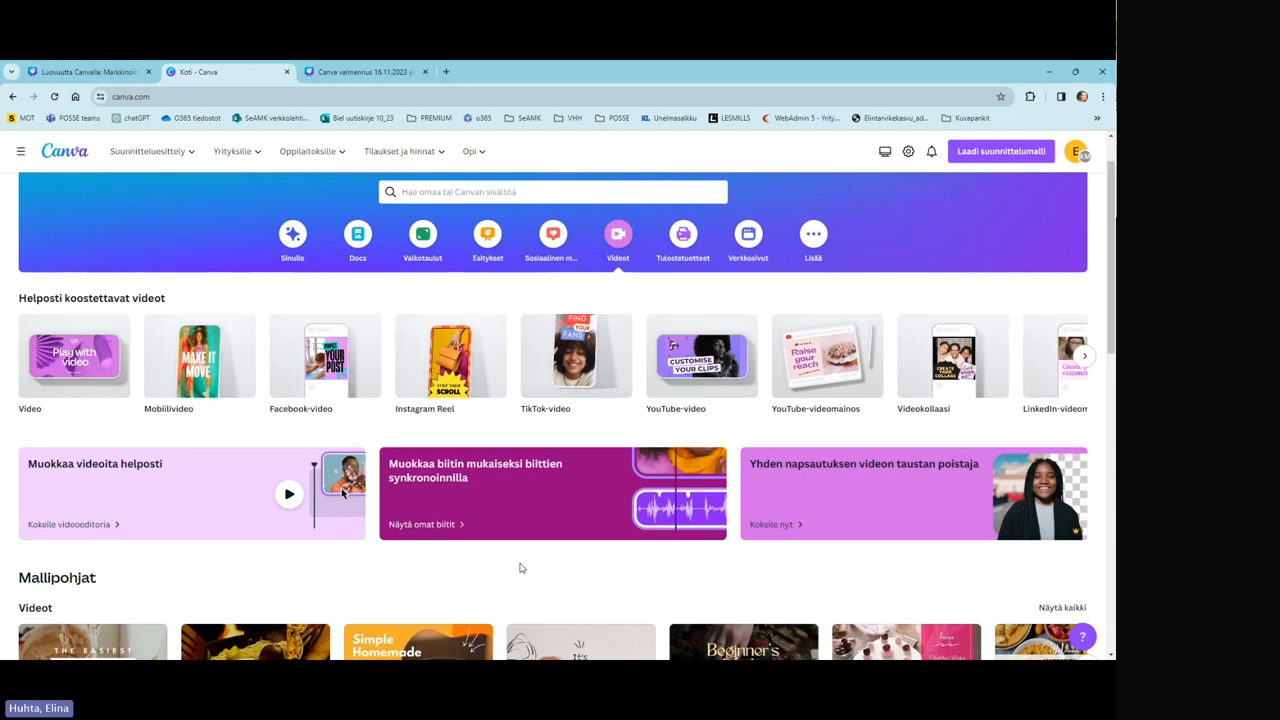 Luovuutta Canvalla: Markkinoin
Koti - Canva
Canva valmennus 16.11.2023 p
canva.com
MOT
POSSE teams
chatGPT
O365 tiedostot
SeAMK verkkolehti...
Biel uutiskirje 10_23
PREMIUM
o365
SeAMK
VHH
POSSE
Unelmasalkku
LESMILLS
WebAdmin 5 - Yrity...
Elintarvikekasvu_ad...
Kuvapankit
Canva
Suunnitteluesittely
Yrityksille
Oppilaitoksille
Tilaukset ja hinnat
Opi
Laadi suunnittelumalli
E
KM
Hae omaa tai Canvan sisältöä
Sinulle
Docs
Valkotaulut
Esitykset
Sosiaalinen m...
Videot
Tulostetuotteet
Verkkosivut
Lisää
Helposti koostettavat videot
Play with
video
MAKE IT
MOVE
YOUR
POST
STOP THEIR
SCROLL
FIND
YOUR
FANS
CUSTOMISE
YOUR CLIPS
Raise
your
reach
CREATE
YOUR
COLLAGE
Video
Mobiilivideo
Facebook-video
Instagram Reel
TikTok-video
YouTube-video
YouTube-videomainos
Videokollaasi
LinkedIn-videom
Muokkaa videoita helposti
Kokeile videoeditoria
Muokkaa biitin mukaiseksi biittien
synkronoinnilla
Näytä omat biitit
Yhden napsautuksen videon taustan poistaja
Kokeile nyt
Mallipohjat
Videot
Näytä kaikki
THE EASIEST
Simple
Homemade
It's
Beginner's
Recipe
?
Huhta, Elina